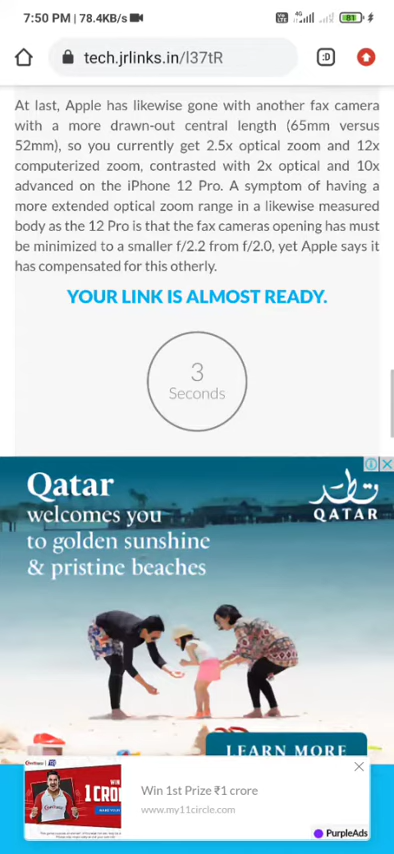 7:50 PM | 78.4KB/s
4G
81
tech.jrlinks.in/l37tR
:D
At last, Apple has likewise gone with another fax camera
with a more drawn-out central length (65mm versus
52mm), so you currently get 2.5x optical zoom and 12x
computerized zoom, contrasted with 2x optical and 10x
advanced on the iPhone 12 Pro. A symptom of having a
more extended optical zoom range in a likewise measured
body as the 12 Pro is that the fax cameras opening has must
be minimized to a smaller f/2.2 from f/2.0, yet Apple says it
has compensated for this otherly.
YOUR LINK IS ALMOST READY.
3
Seconds
Qatar
welcomes you
to golden sunshine
& pristine beaches
قطر
QATAR
LEARN MORE
WIN
1 CRO
Win 1st Prize ₹1 crore
www.my11circle.com
PurpleAds